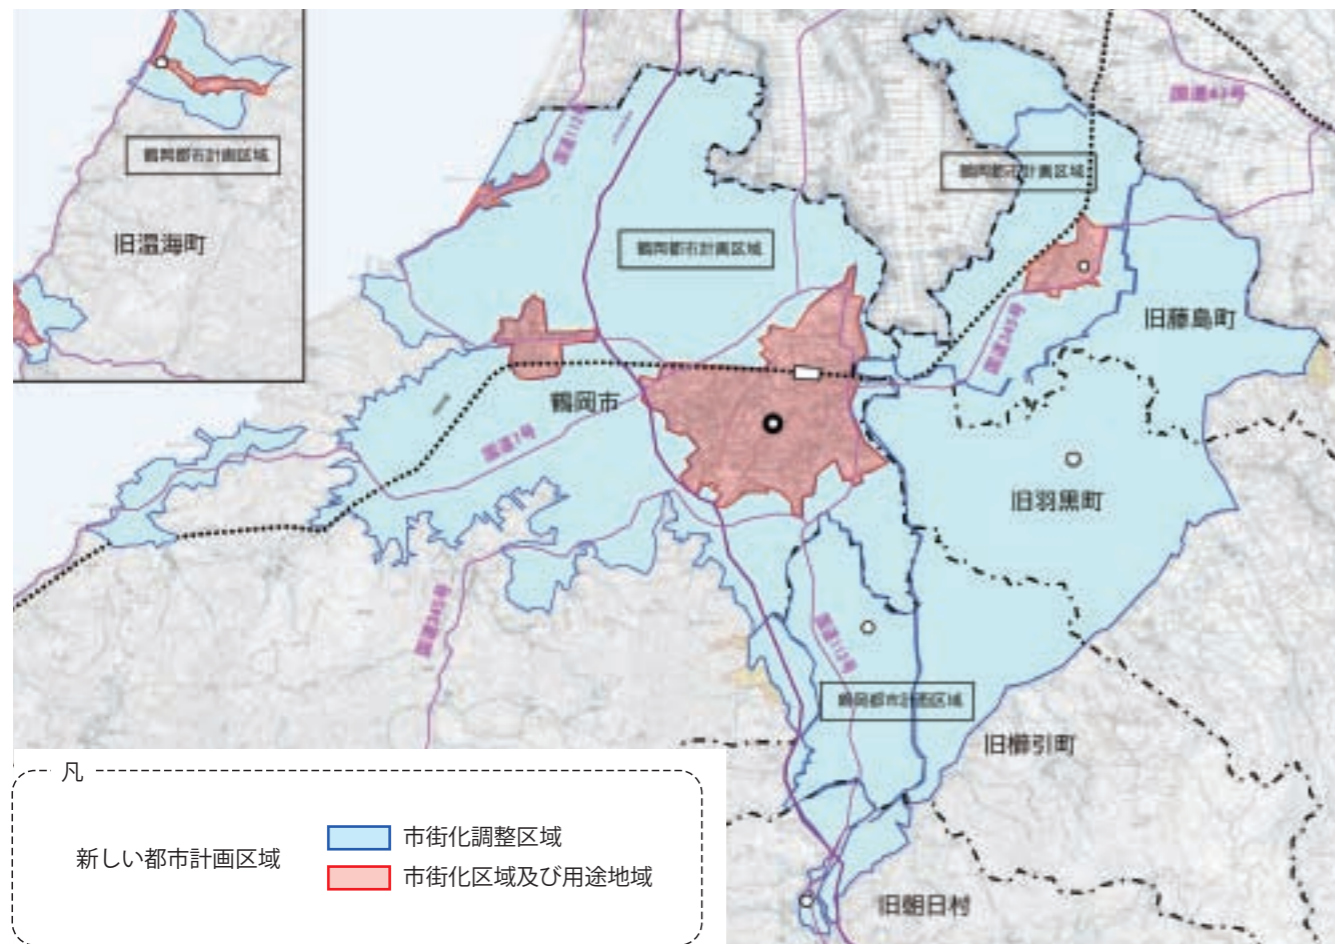 鶴岡都市計画区域
旧温海町
国道112号
国道47号
鶴岡都市計画区域
鶴岡都市計画区域
旧藤島町
国道345号
鶴岡市
国道7号
旧羽黒町
国道345号
国道112号
鶴岡都市計画区域
旧櫛引町
旧朝日村
凡
新しい都市計画区域
市街化調整区域
市街化区域及び用途地域